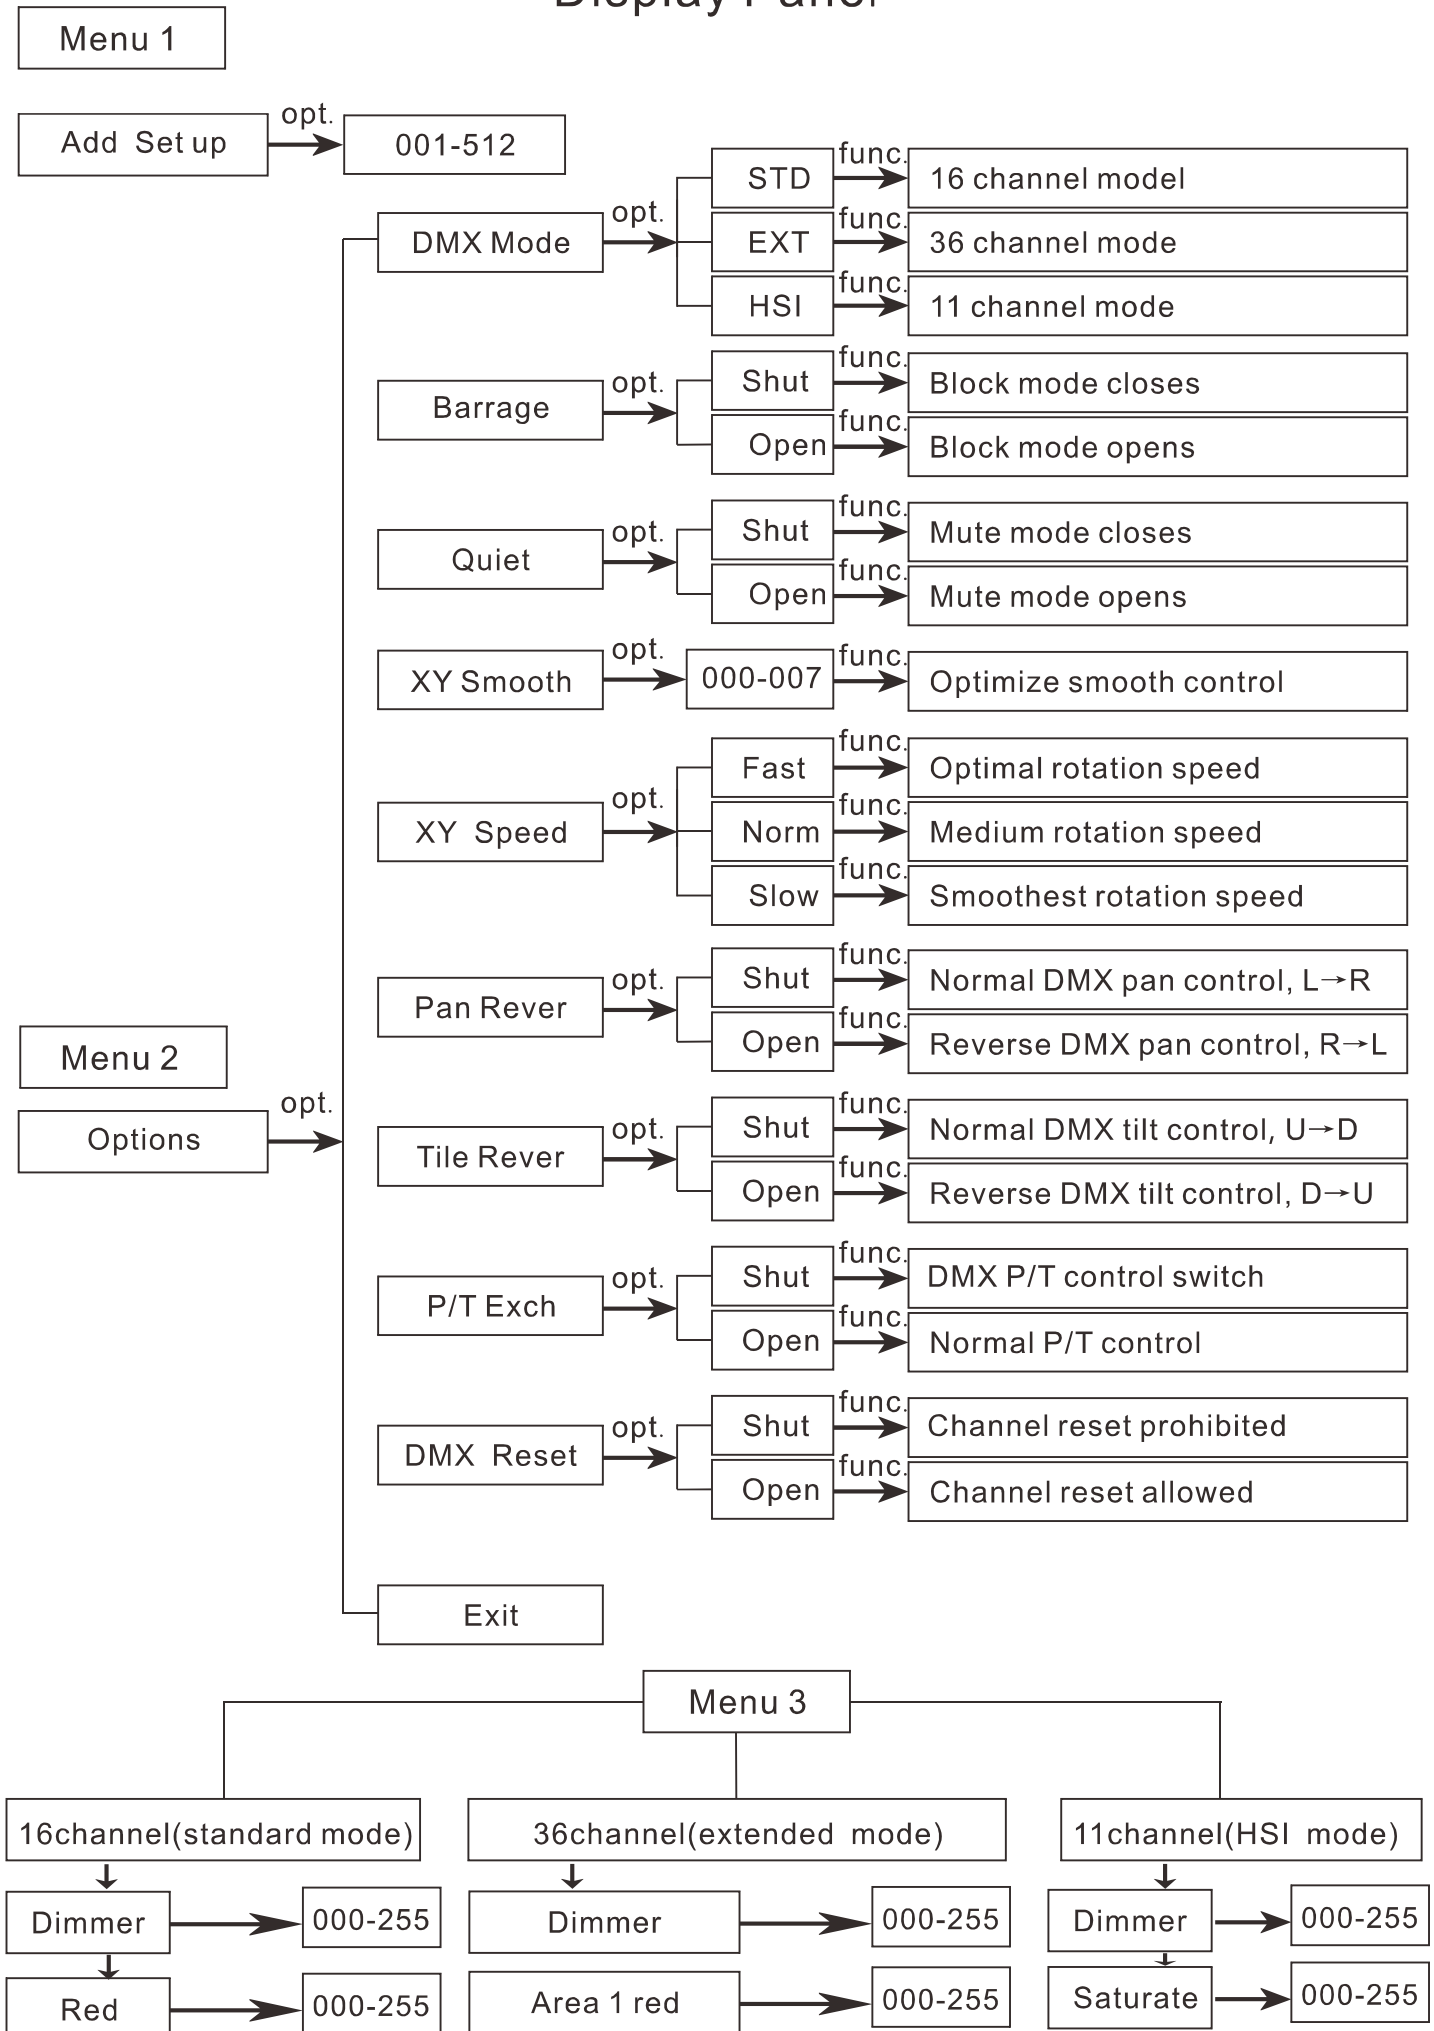 Display Panel
Menu 1
Add Set up opt. 001-512
DMX Mode opt.
STD func. 16 channel model
EXT func. 36 channel mode
HSI func. 11 channel mode
Barrage opt.
Shut func. Block mode closes
Open func. Block mode opens
Quiet opt.
Shut func. Mute mode closes
Open func. Mute mode opens
XY Smooth opt. 000-007 func. Optimize smooth control
XY Speed opt.
Fast func. Optimal rotation speed
Norm func. Medium rotation speed
Slow func. Smoothest rotation speed
Pan Rever opt.
Shut func. Normal DMX pan control, L→R
Open func. Reverse DMX pan control, R→L
Menu 2
Options opt.
Tile Rever opt.
Shut func. Normal DMX tilt control, U→D
Open func. Reverse DMX tilt control, D→U
P/T Exch opt.
Shut func. DMX P/T control switch
Open func. Normal P/T control
DMX Reset opt.
Shut func. Channel reset prohibited
Open func. Channel reset allowed
Exit
Menu 3
16channel(standard mode) 36channel(extended mode) 11channel(HSI mode)
Dimmer 000-255 Dimmer 000-255 Dimmer 000-255
Red 000-255 Area 1 red 000-255 Saturate 000-255